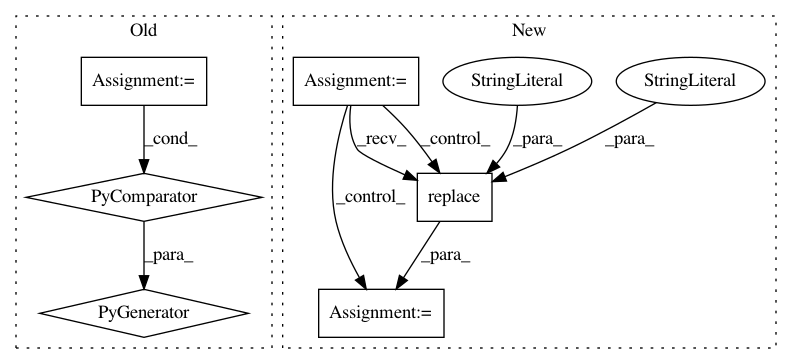 Old
New
Assignment:=
Assignment:=
StringLiteral
StringLiteral
_cond_
_recv_
_control_
_para_
_para_
PyComparator
_control_
replace
_para_
_para_
PyGenerator
Assignment:=